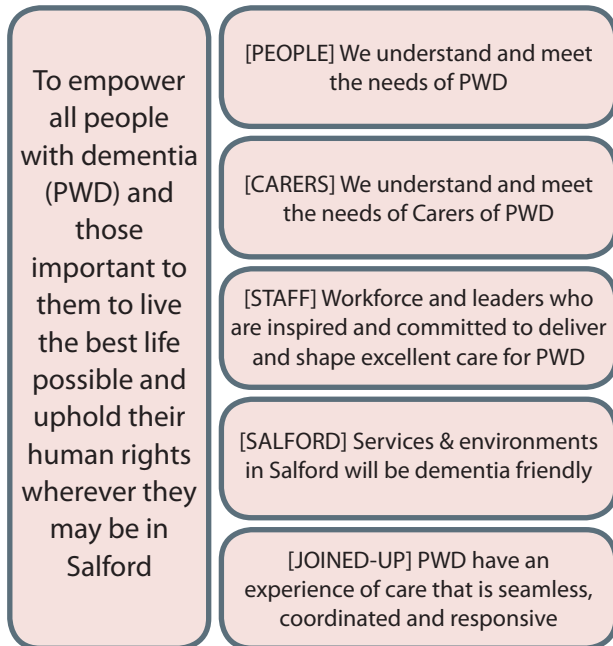 To empower
all people
with dementia
(PWD) and
those
important to
them to live
the best life
possible and
uphold their
human rights
wherever they
may be in
Salford
[PEOPLE] We understand and meet
the needs of PWD
[CARERS] We understand and meet
the needs of Carers of PWD
[STAFF] Workforce and leaders who
are inspired and committed to deliver
and shape excellent care for PWD
[SALFORD] Services & environments
in Salford will be dementia friendly
[JOINED-UP] PWD have an
experience of care that is seamless,
coordinated and responsive